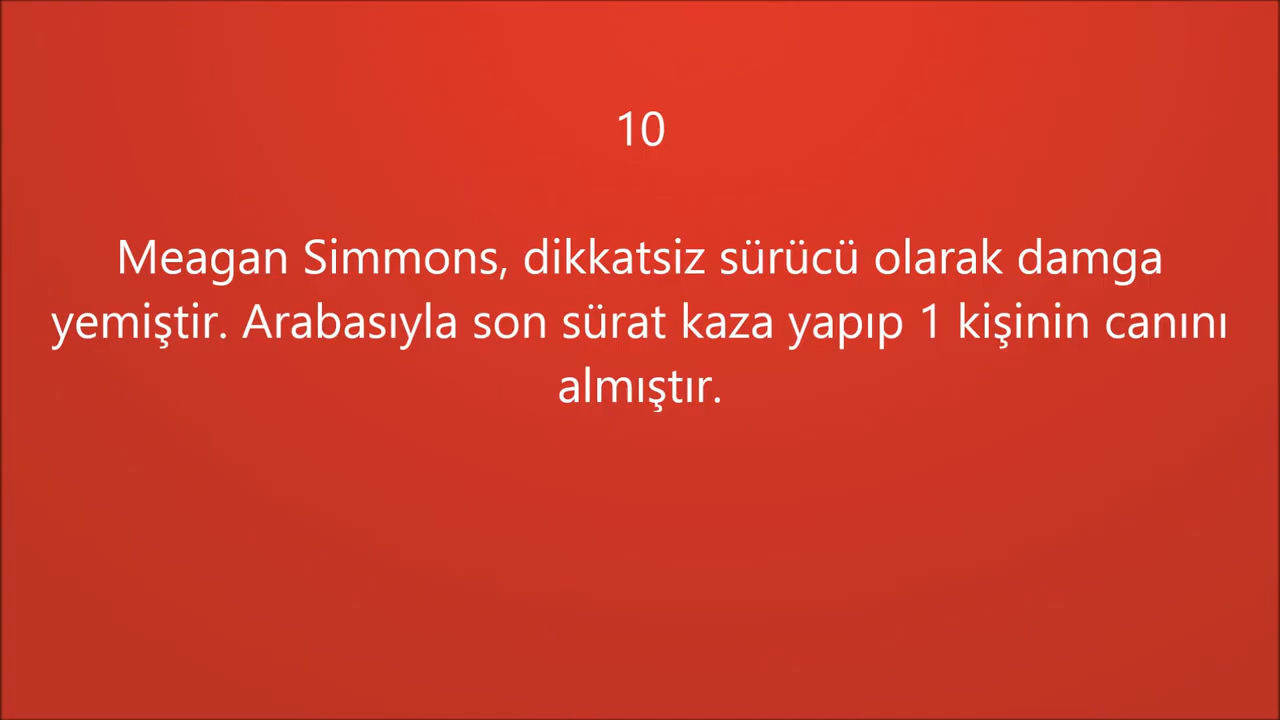 10
Meagan Simmons, dikkatsiz sürücü olarak damga
yemiştir. Arabasıyla son sürat kaza yapıp 1 kişinin canını
almıştır.